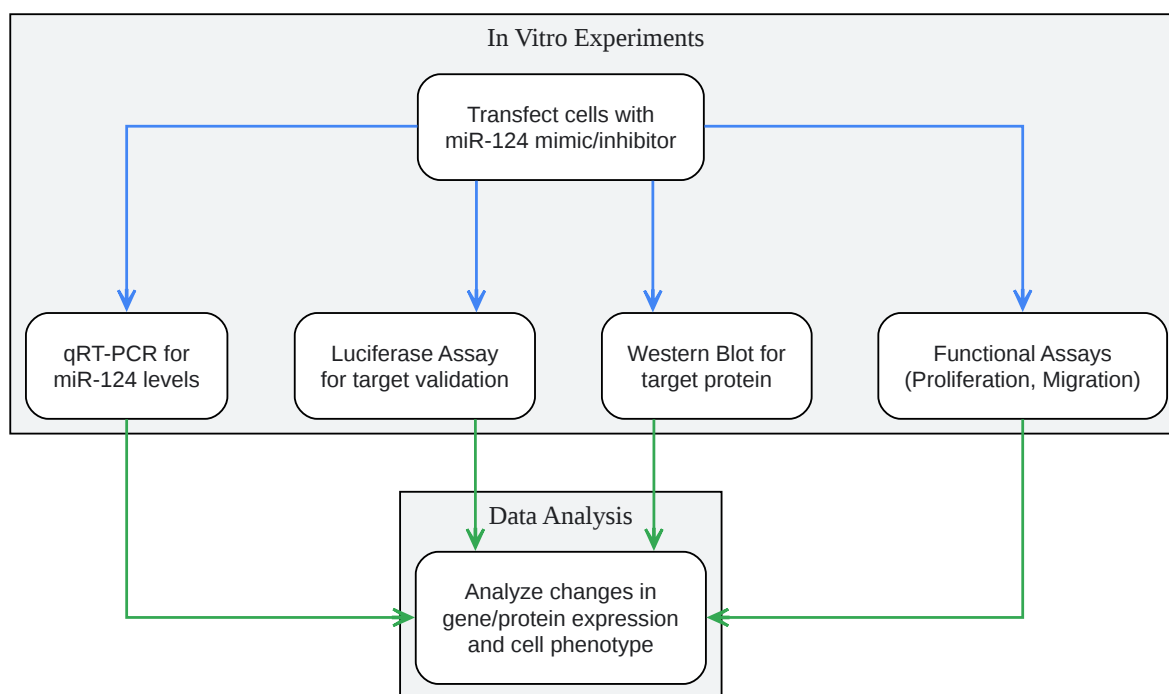 In Vitro Experiments
Transfect cells with
miR-124 mimic/inhibitor
qRT-PCR for
miR-124 levels
Luciferase Assay
for target validation
Western Blot for
target protein
Functional Assays
(Proliferation, Migration)
Data Analysis
Analyze changes in
gene/protein expression
and cell phenotype